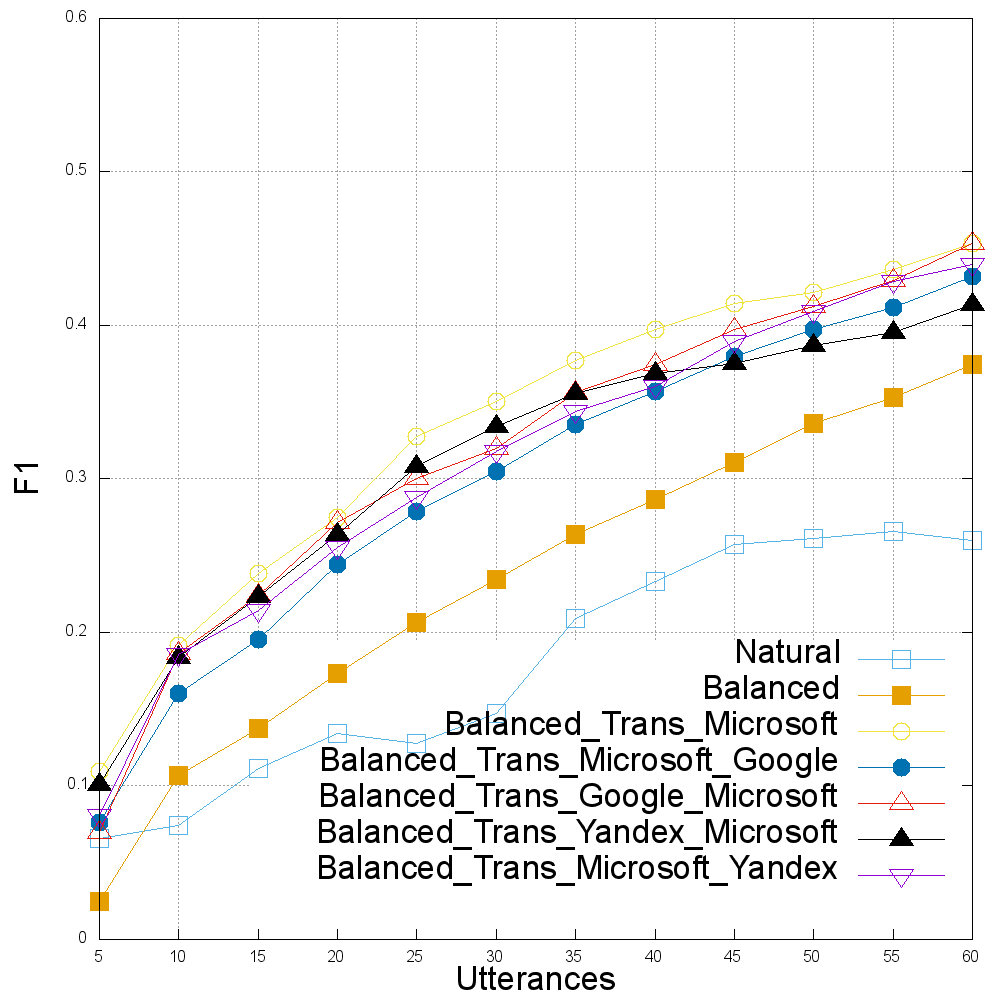 0.6
0.5
0.4
0.3
0.2
0.1
0
F1
Natural
Balanced
Balanced_Trans_Microsoft
Balanced_Trans_Microsoft_Google
Balanced_Trans_Google_Microsoft
Balanced_Trans_Yandex_Microsoft
Balanced_Trans_Microsoft_Yandex
5 10 15 20 25 30 35 40 45 50 55 60
Utterances